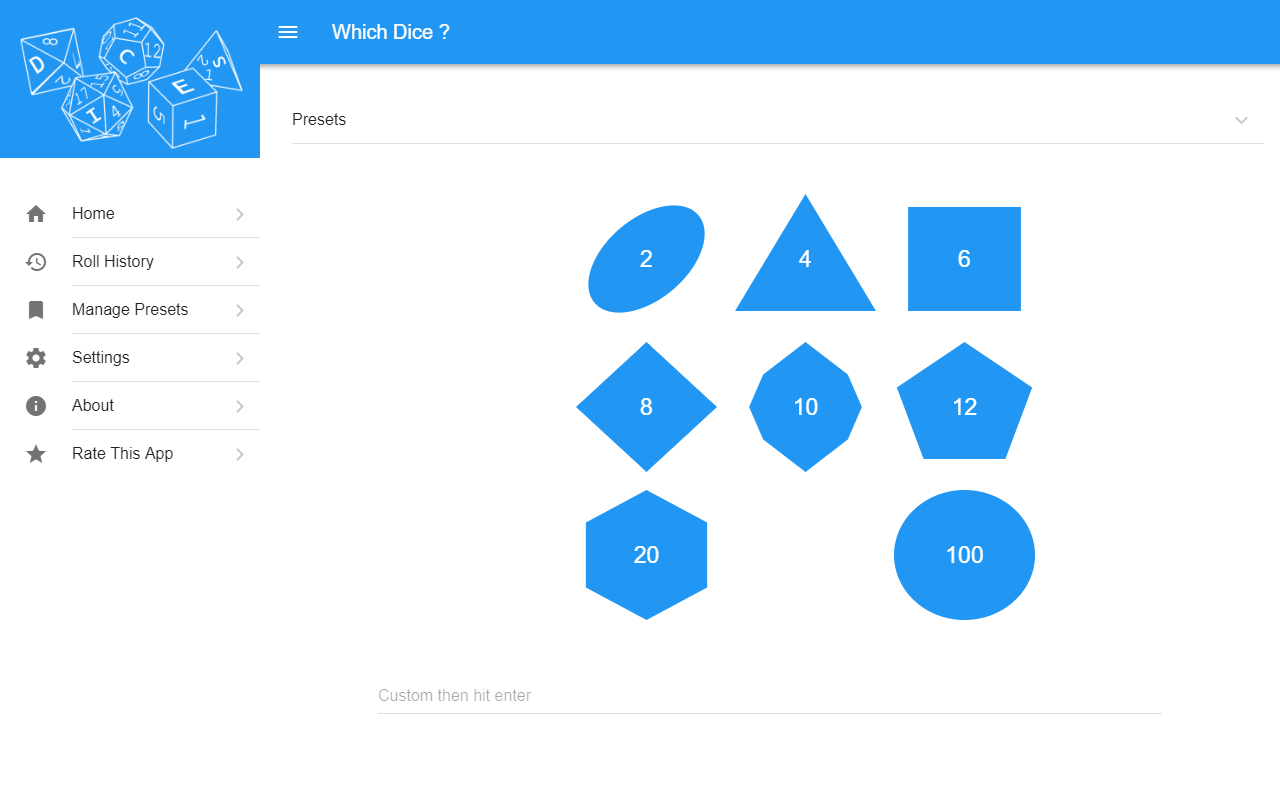 Which Dice ?
D I C E S
Presets
Home
Roll History
Manage Presets
Settings
About
Rate This App
2 4 6
8 10 12
20 100
Custom then hit enter